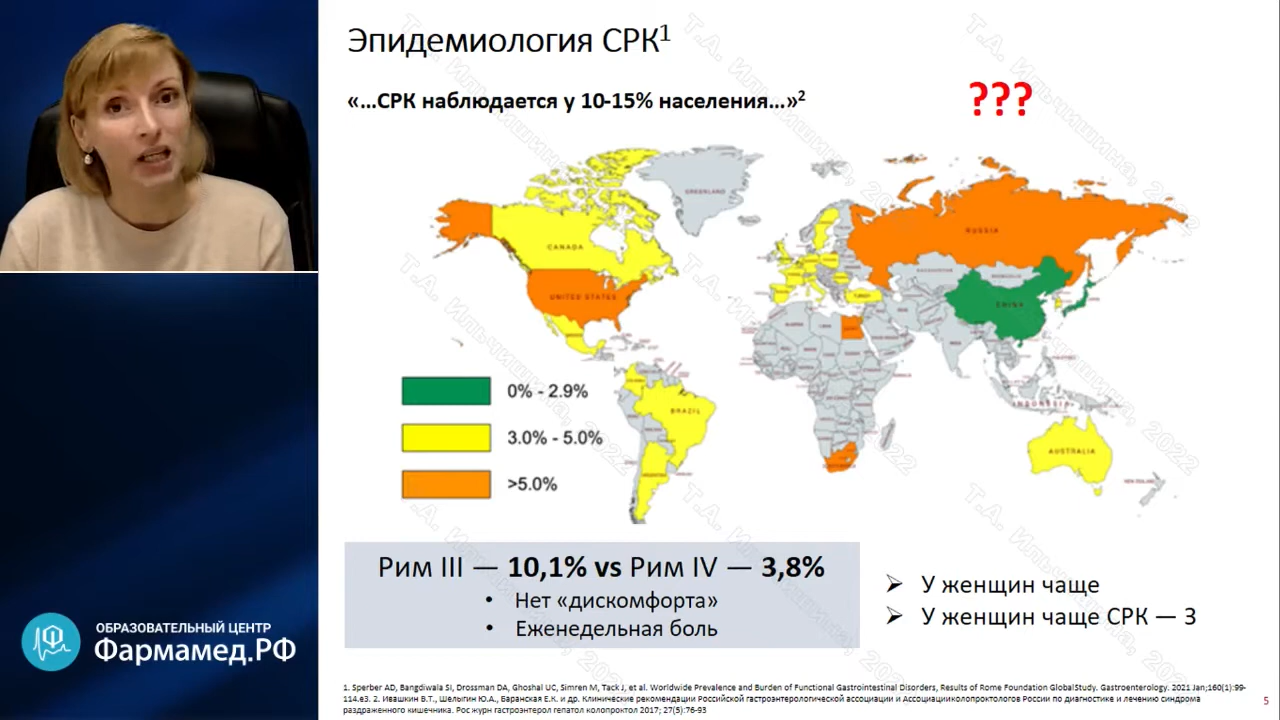 Эпидемиология СРК¹
«…СРК наблюдается у 10-15% населения…»²
???
GREENLAND
CANADA
RUSSIA
UNITED STATES
CHINA
BRAZIL
INDONESIA
AUSTRALIA
0% - 2.9%
3.0% - 5.0%
>5.0%
Рим III — 10,1% vs Рим IV — 3,8%
• Нет «дискомфорта»
• Еженедельная боль
➢ У женщин чаще
➢ У женщин чаще СРК — З
ОБРАЗОВАТЕЛЬНЫЙ ЦЕНТР
Фармамед.РФ
1. Sperber AD, Bangdiwala SI, Drossman DA, Ghoshal UC, Simren M, Tack J, et al. Worldwide Prevalence and Burden of Functional Gastrointestinal Disorders, Results of Rome Foundation GlobalStudy. Gastroenterology. 2021 Jan;160(1):99-
114.e3. 2. Ивашкин В.Т., Шелыгин Ю.А., Баранская Е.К. и др. Клинические рекомендации Российской гастроэнтерологической ассоциации и Ассоциацииколопроктологов России по диагностике и лечению синдрома
раздраженного кишечника. Рос журн гастроэнтерол гепатол колопроктол 2017; 27(5):76-93
5
Т.А. Ильчишина, 2022